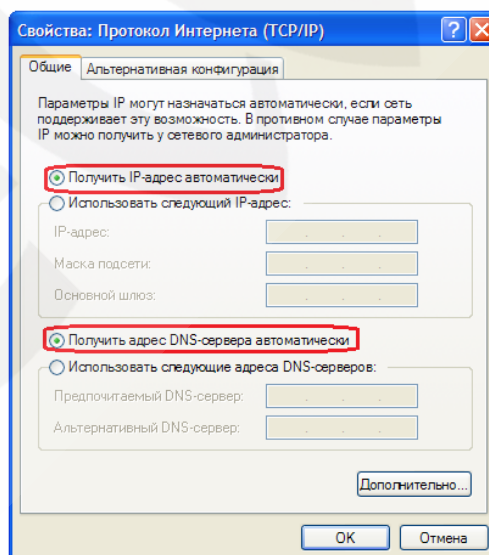 Свойства: Протокол Интернета (TCP/IP)
Общие
Альтернативная конфигурация
Параметры IP могут назначаться автоматически, если сеть
поддерживает эту возможность. В противном случае параметры
IP можно получить у сетевого администратора.
Получить IP-адрес автоматически
Использовать следующий IP-адрес:
IP-адрес:
Маска подсети:
Основной шлюз:
Получить адрес DNS-сервера автоматически
Использовать следующие адреса DNS-серверов:
Предпочитаемый DNS-сервер:
Альтернативный DNS-сервер:
Дополнительно...
OK
Отмена